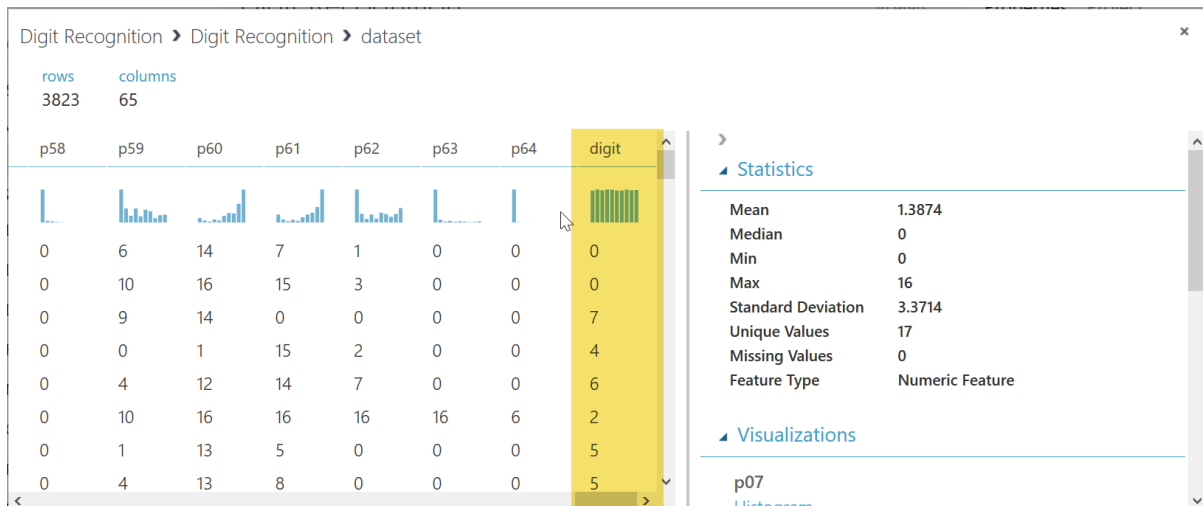 Digit Recognition > Digit Recognition > dataset
×
rows columns
3823 65
p58 p59 p60 p61 p62 p63 p64 digit
0 6 14 7 1 0 0 0
0 10 16 15 3 0 0 0
0 9 14 0 0 0 0 7
0 0 1 15 2 0 0 4
0 4 12 14 7 0 0 6
0 10 16 16 16 16 6 2
0 1 13 5 0 0 0 5
0 4 13 8 0 0 0 5
Statistics
Mean 1.3874
Median 0
Min 0
Max 16
Standard Deviation 3.3714
Unique Values 17
Missing Values 0
Feature Type Numeric Feature
Visualizations
p07
Histogram